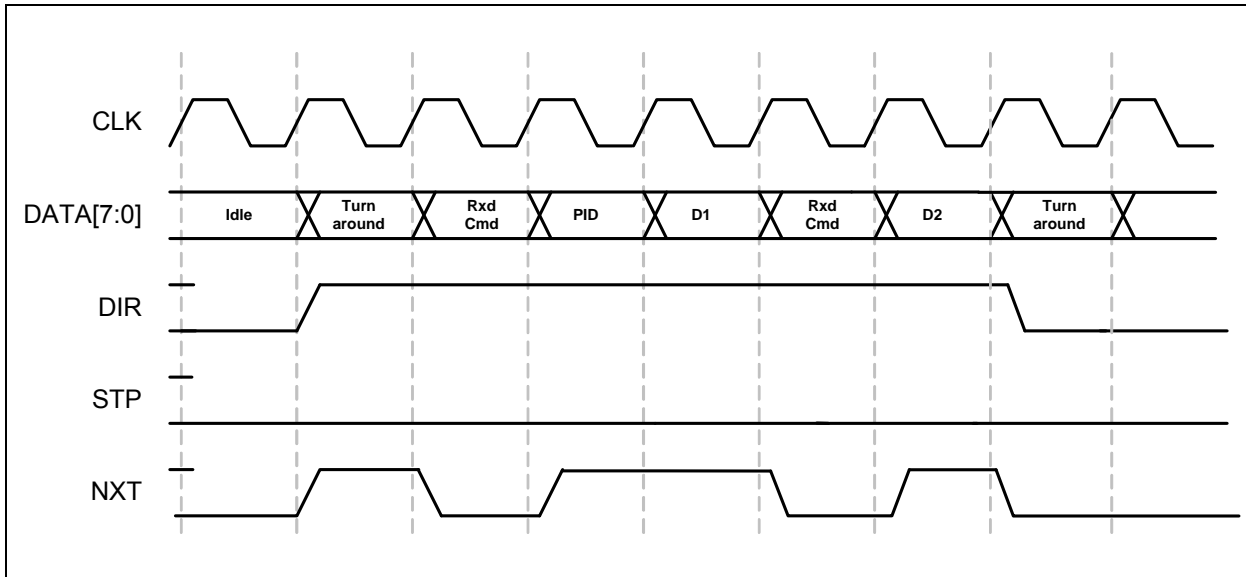 CLK
DATA[7:0]
Idle
Turn
around
Rxd
Cmd
PID
D1
Rxd
Cmd
D2
Turn
around
DIR
STP
NXT